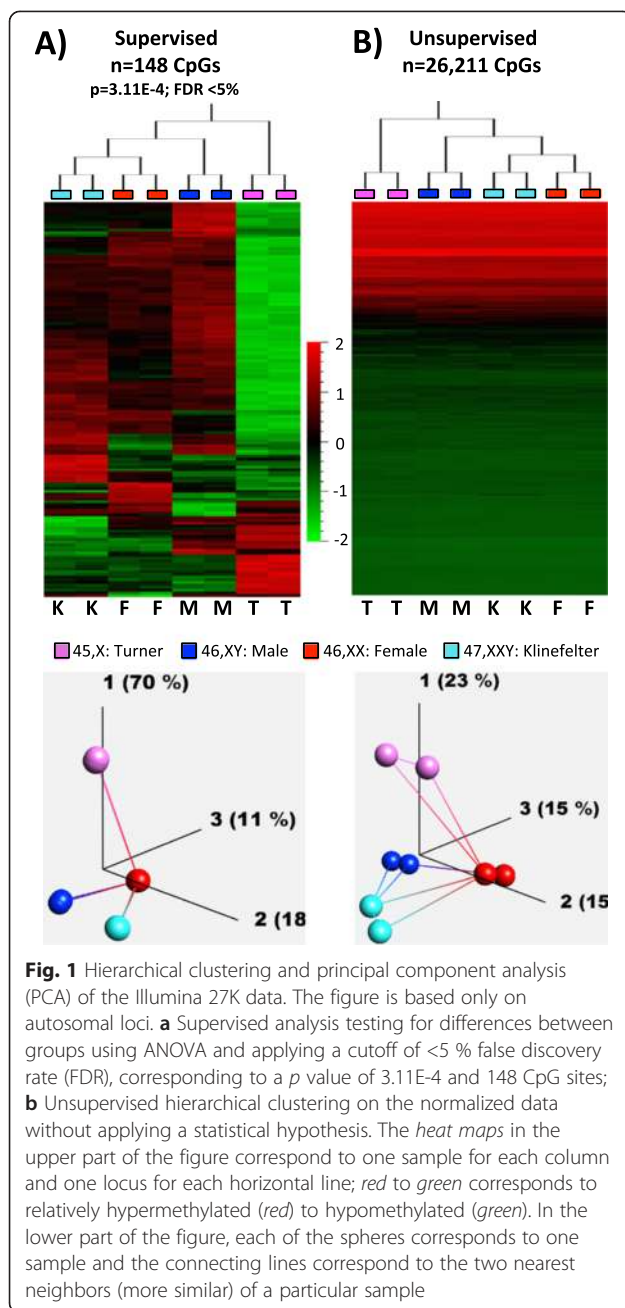 A)
Supervised
n=148 CpGs
p=3.11E-4; FDR <5%
B)
Unsupervised
n=26,211 CpGs
2
1
0
-1
-2
K K F F M M T T
T T M M K K F F
45,X: Turner 46,XY: Male 46,XX: Female 47,XXY: Klinefelter
1 (70 %)
3 (11 %)
2 (18
1 (23 %)
3 (15 %)
2 (15
Fig. 1 Hierarchical clustering and principal component analysis
(PCA) of the Illumina 27K data. The figure is based only on
autosomal loci. a Supervised analysis testing for differences between
groups using ANOVA and applying a cutoff of <5 % false discovery
rate (FDR), corresponding to a p value of 3.11E-4 and 148 CpG sites;
b Unsupervised hierarchical clustering on the normalized data
without applying a statistical hypothesis. The heat maps in the
upper part of the figure correspond to one sample for each column
and one locus for each horizontal line; red to green corresponds to
relatively hypermethylated (red) to hypomethylated (green). In the
lower part of the figure, each of the spheres corresponds to one
sample and the connecting lines correspond to the two nearest
neighbors (more similar) of a particular sample